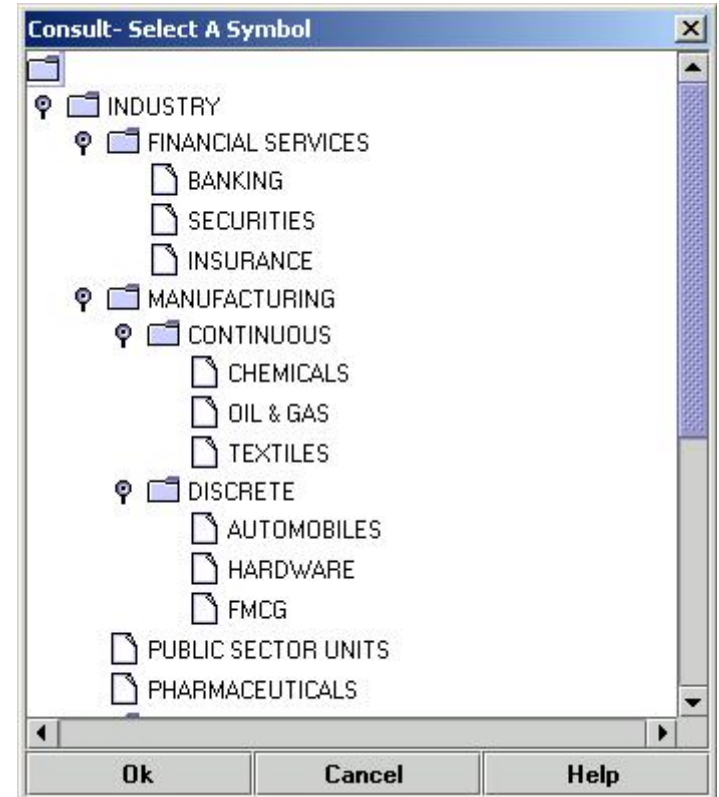 Consult- Select A Symbol
INDUSTRY
FINANCIAL SERVICES
BANKING
SECURITIES
INSURANCE
MANUFACTURING
CONTINUOUS
CHEMICALS
OIL & GAS
TEXTILES
DISCRETE
AUTOMOBILES
HARDWARE
FMCG
PUBLIC SECTOR UNITS
PHARMACEUTICALS
Ok Cancel Help